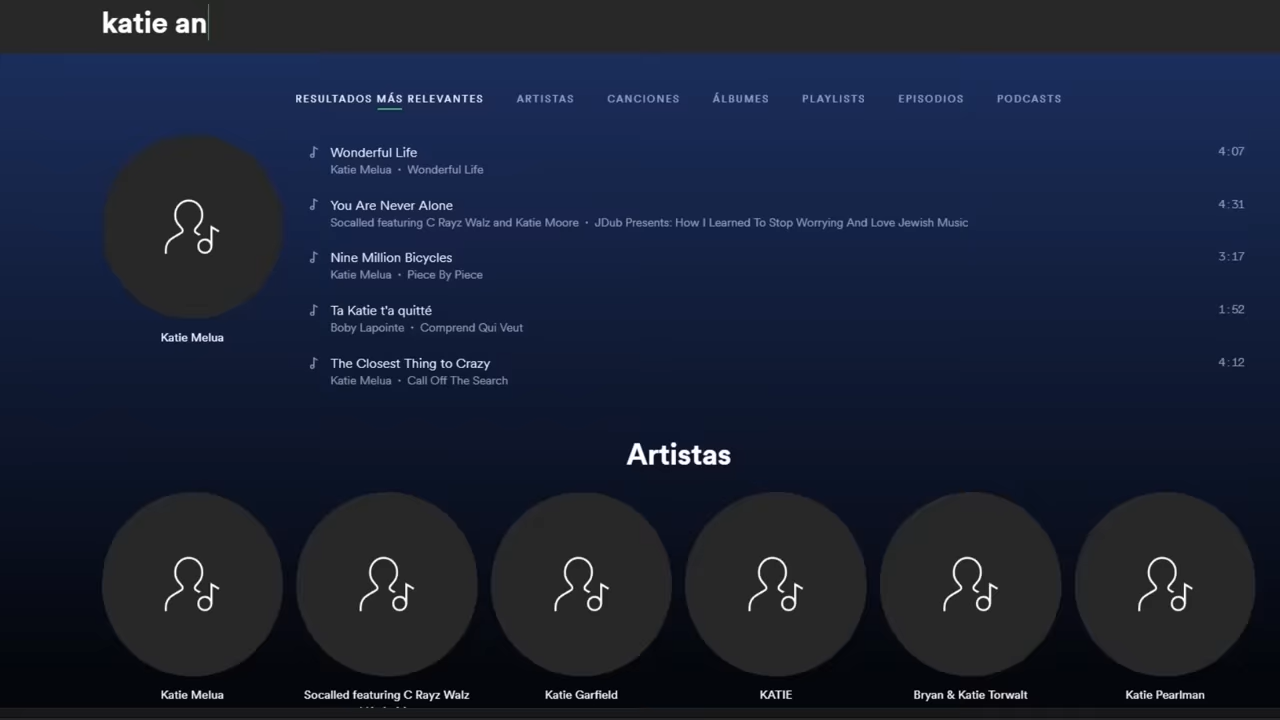 katie an
RESULTADOS MÁS RELEVANTES ARTISTAS CANCIONES ÁLBUMES PLAYLISTS EPISODIOS PODCASTS
Wonderful Life 4:07
Katie Melua • Wonderful Life
You Are Never Alone 4:31
Socalled featuring C Rayz Walz and Katie Moore • JDub Presents: How I Learned To Stop Worrying And Love Jewish Music
Nine Million Bicycles 3:17
Katie Melua • Piece By Piece
Ta Katie t'a quitté 1:52
Boby Lapointe • Comprend Qui Veut
Katie Melua
The Closest Thing to Crazy 4:12
Katie Melua • Call Off The Search
Artistas
Katie Melua Socalled featuring C Rayz Walz Katie Garfield KATIE Bryan & Katie Torwalt Katie Pearlman